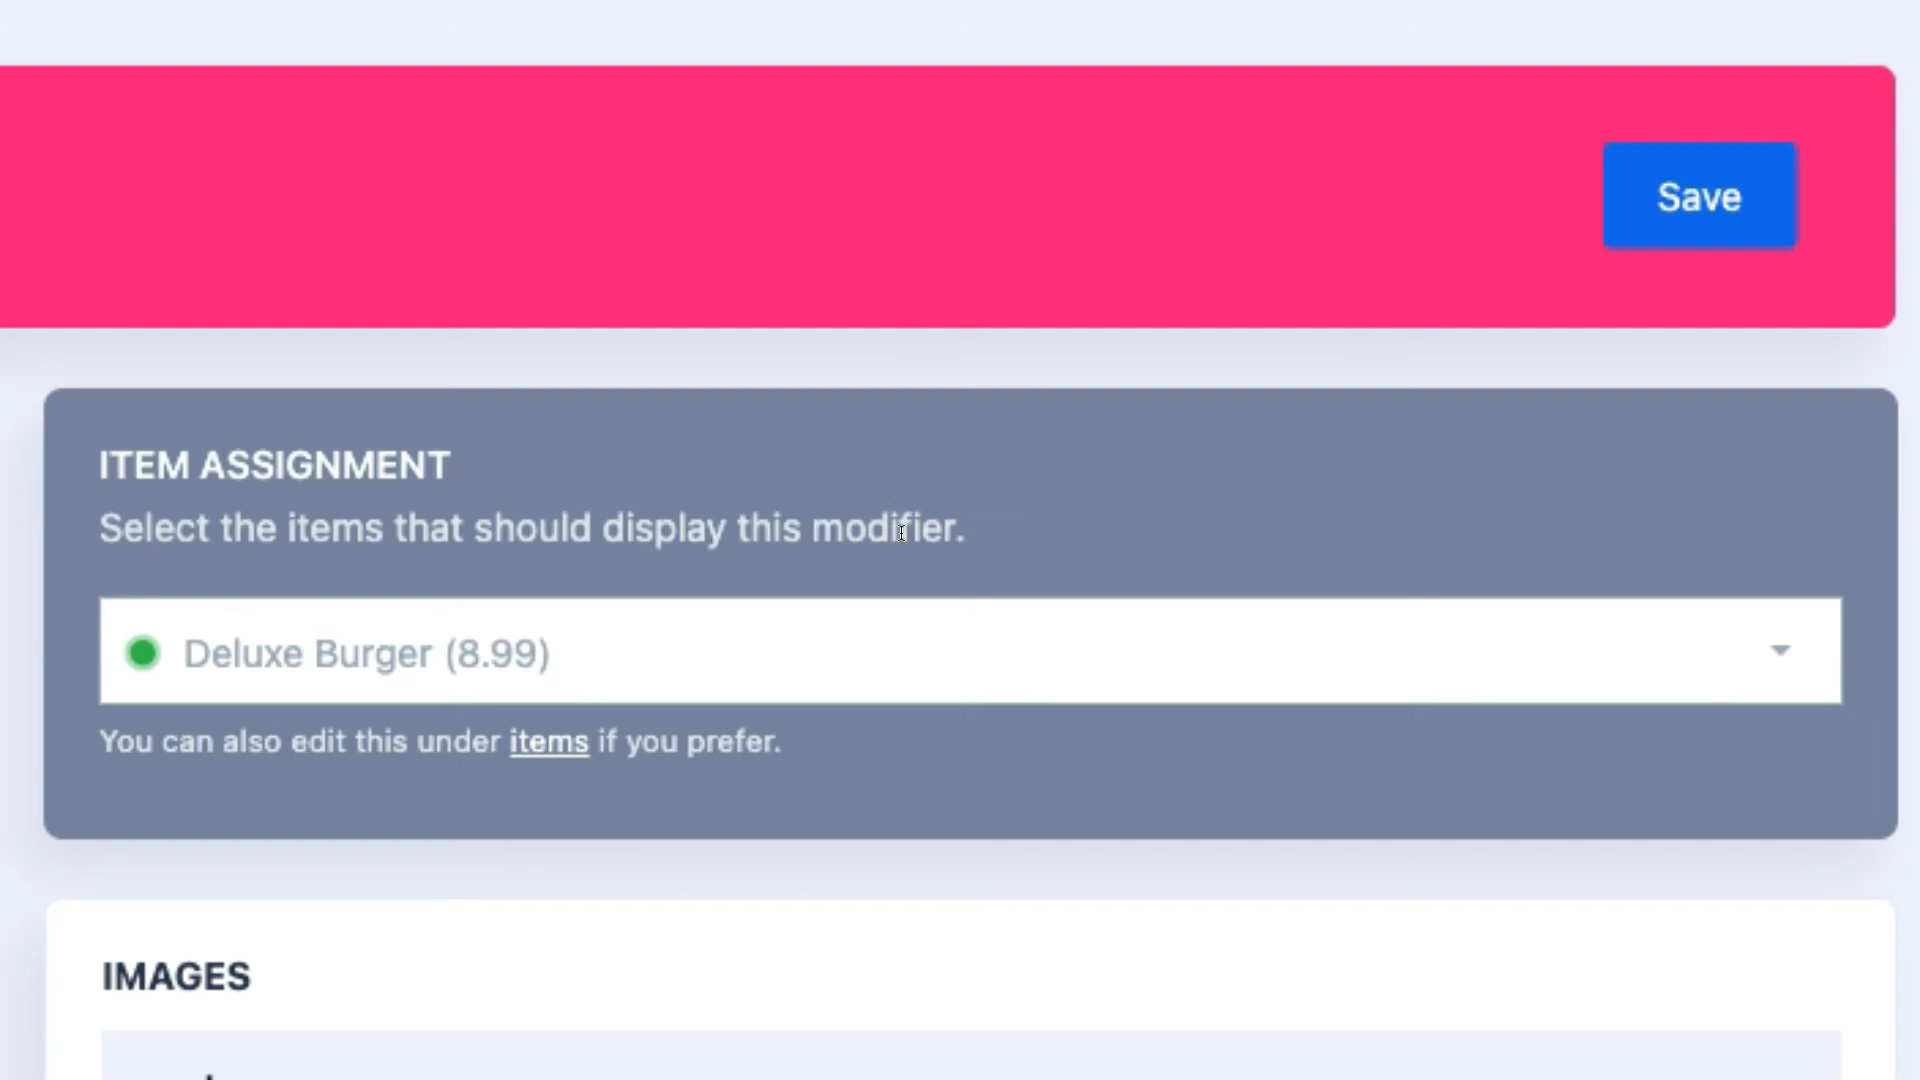 Save
ITEM ASSIGNMENT
Select the items that should display this modifier.
Deluxe Burger (8.99)
You can also edit this under items if you prefer.
IMAGES